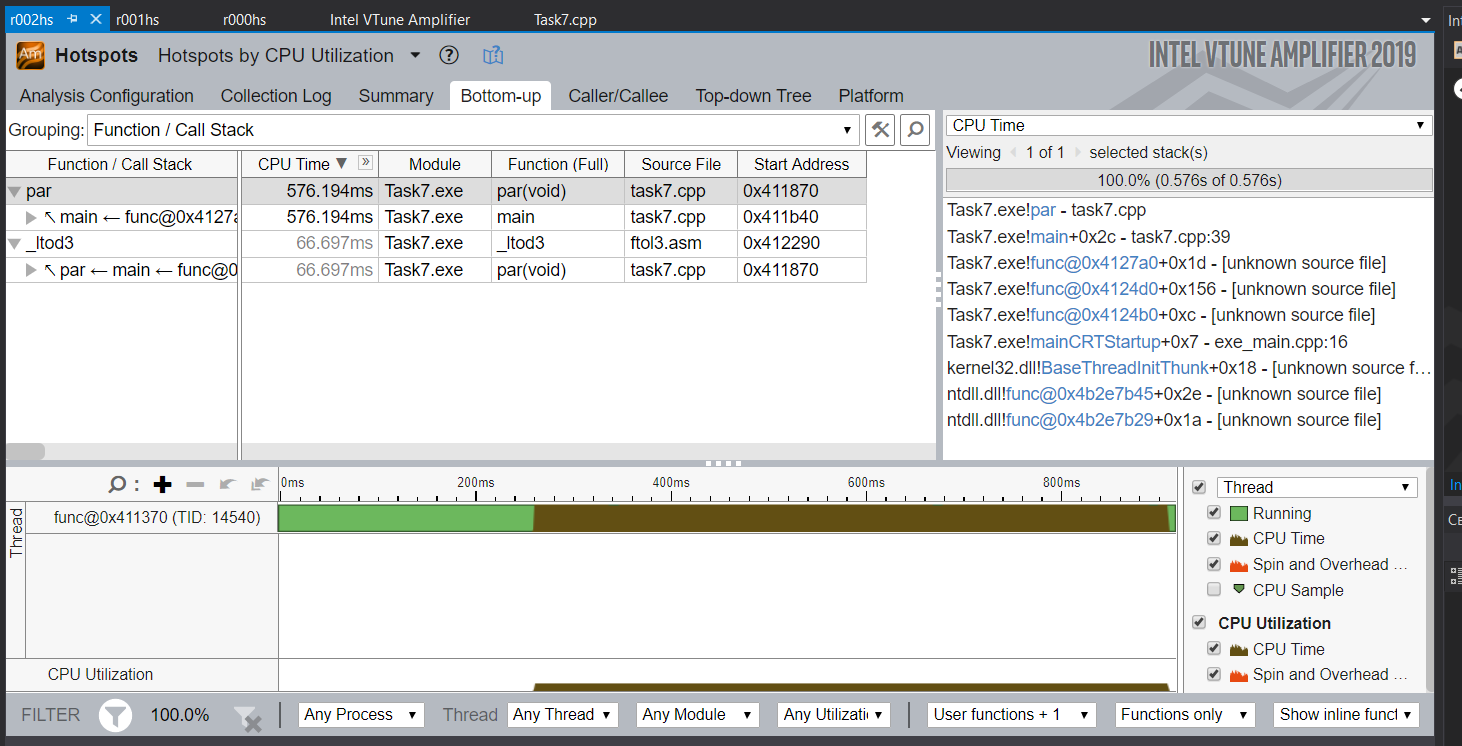 r002hs r001hs r000hs Intel VTune Amplifier Task7.cpp
Am Hotspots Hotspots by CPU Utilization ? INTEL VTUNE AMPLIFIER 2019
Analysis Configuration Collection Log Summary Bottom-up Caller/Callee Top-down Tree Platform
Grouping: Function / Call Stack
Function / Call Stack CPU Time Module Function (Full) Source File Start Address
par 576.194ms Task7.exe par(void) task7.cpp 0x411870
main ← func@0x4127a 576.194ms Task7.exe main task7.cpp 0x411b40
_ltod3 66.697ms Task7.exe _ltod3 ftol3.asm 0x412290
par ← main ← func@0 66.697ms Task7.exe par(void) task7.cpp 0x411870
CPU Time
Viewing 1 of 1 selected stack(s)
100.0% (0.576s of 0.576s)
Task7.exe!par - task7.cpp
Task7.exe!main+0x2c - task7.cpp:39
Task7.exe!func@0x4127a0+0x1d - [unknown source file]
Task7.exe!func@0x4124d0+0x156 - [unknown source file]
Task7.exe!func@0x4124b0+0xc - [unknown source file]
Task7.exe!mainCRTStartup+0x7 - exe_main.cpp:16
kernel32.dll!BaseThreadInitThunk+0x18 - [unknown source f…
ntdll.dll!func@0x4b2e7b45+0x2e - [unknown source file]
ntdll.dll!func@0x4b2e7b29+0x1a - [unknown source file]
0ms 200ms 400ms 600ms 800ms
Thread
func@0x411370 (TID: 14540)
CPU Utilization
Thread
Running
CPU Time
Spin and Overhead ...
CPU Sample
CPU Utilization
CPU Time
Spin and Overhead ...
FILTER 100.0% Any Process Thread Any Thread Any Module Any Utilizati User functions + 1 Functions only Show inline funct